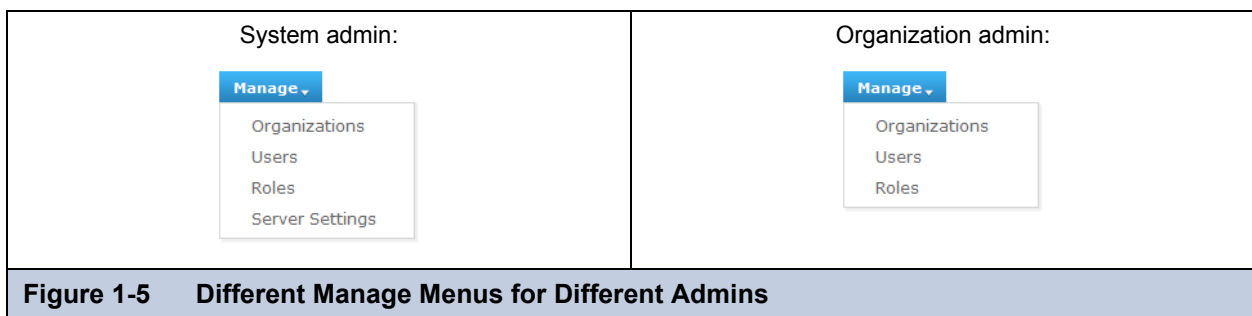 System admin:
Manage
Organizations
Users
Roles
Server Settings
Organization admin:
Manage
Organizations
Users
Roles
Figure 1-5 Different Manage Menus for Different Admins